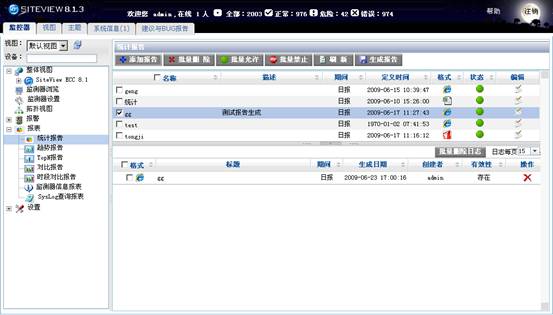 SITEVIEW 8.1.3
欢迎您 admin,在线 1 人 全部:2003 正常:976 危险:42 错误:974
帮助 注销
监控器 视图 主题 系统信息(1) 建议与BUG报告
视图: 默认视图
设备:
整体视图
SiteView ECC 8.1
监测器浏览
监测器设置
拓扑视图
报警
报表
统计报告
趋势报告
TopN报告
对比报告
时段对比报告
监测器信息报表
SysLog查询报表
设置
统计报告
添加报告 批量删 除 批量允许 批量禁止 刷 新 生成报告
名称 描述 期间 定义时间 格式 状态 编辑
geng 日报 2009-06-15 10:39:47
统计 日报 2009-06-10 15:26:00
gg 测试报告生成 日报 2009-06-17 11:27:43
test 日报 1970-01-02 07:41:53
tongji 日报 2009-06-17 11:16:12
批量删除日志 日志每页 15
格式 标题 期间 生成日期 创建者 有效性 操作
gg 日报 2009-06-23 17:00:16 admin 存在